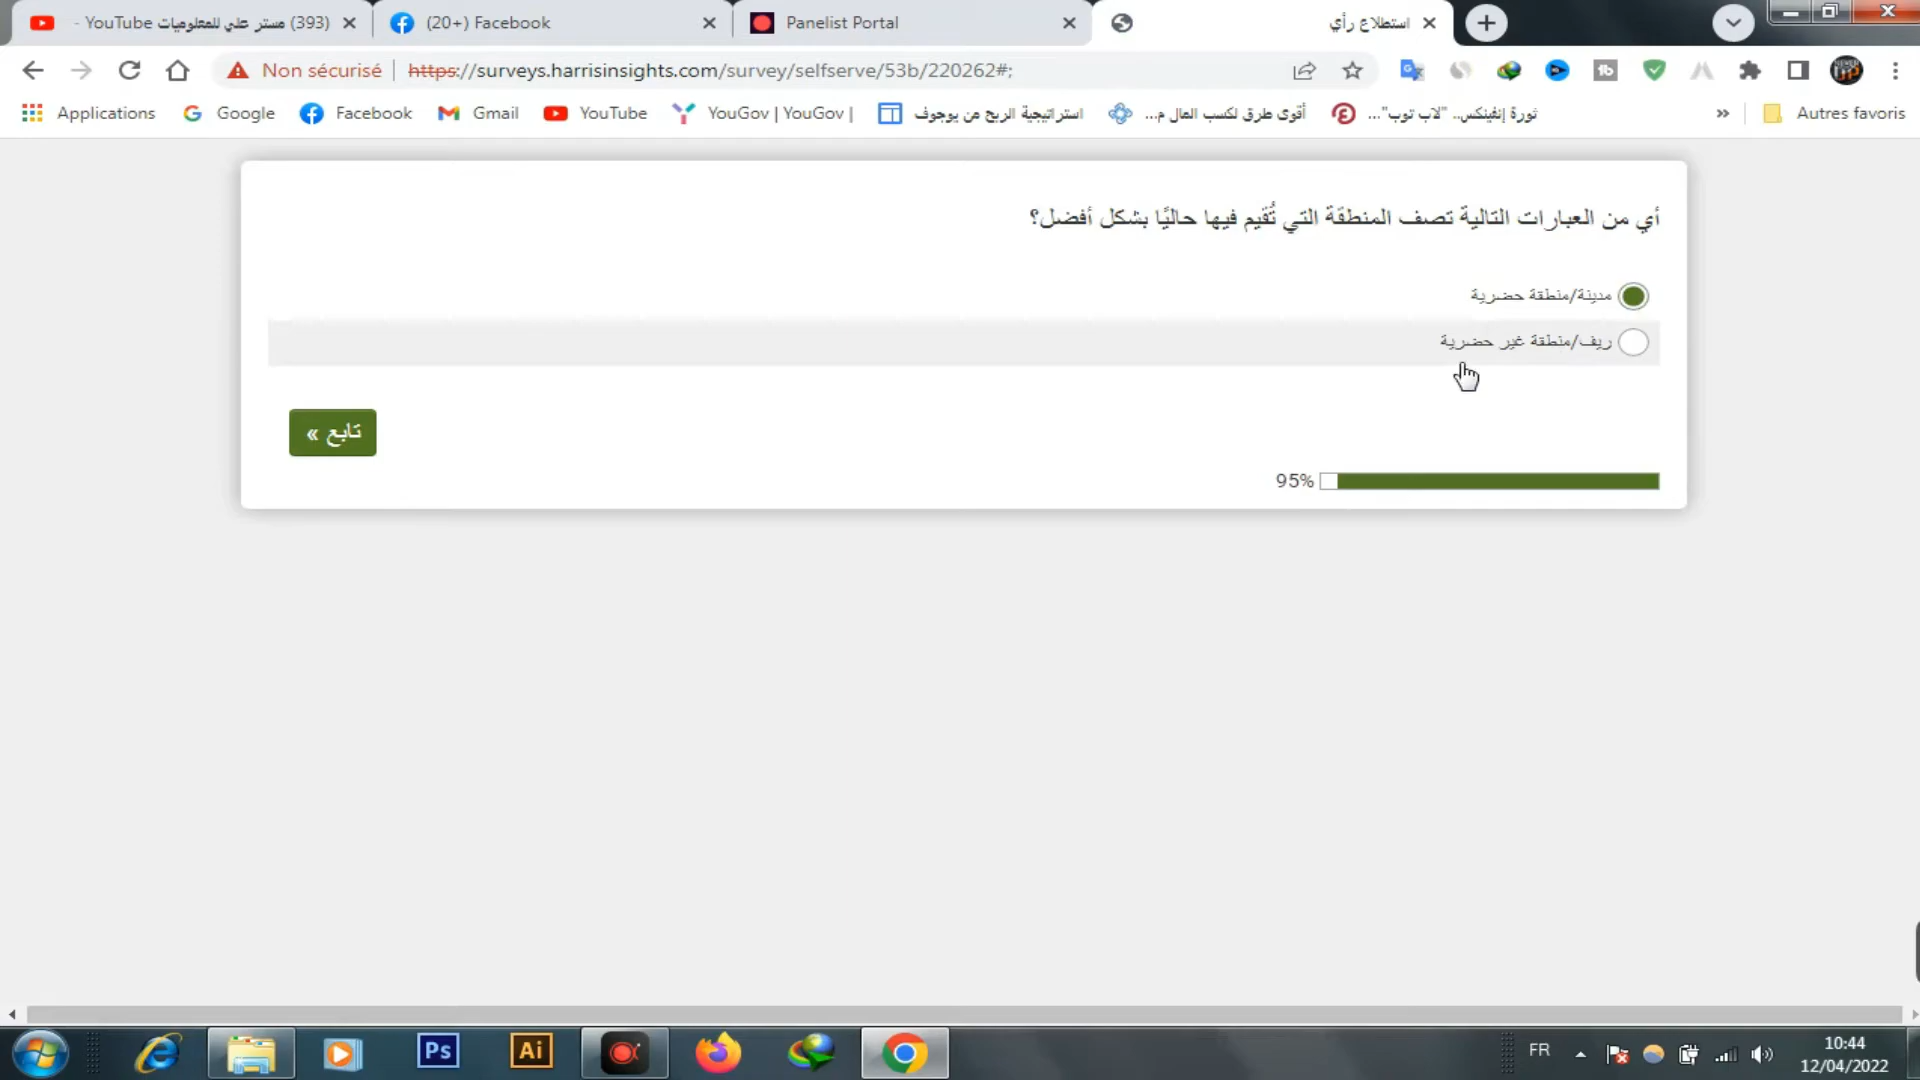 (393) مستر علي للمعلوميات - YouTube
(20+) Facebook
Panelist Portal
استطلاع رأي
Non sécurisé
https://surveys.harrisinsights.com/survey/selfserve/53b/220262#;
Applications
Google
Facebook
Gmail
YouTube
YouGov | YouGov |
استراتيجية الربح من يوجوف
أقوى طرق لكسب المال م...
ثورة إنفينكس.. "لاب توب"...
»
Autres favoris
أي من العبارات التالية تصف المنطقة التي تُقيم فيها حاليًا بشكل أفضل؟
مدينة/منطقة حضرية
ريف/منطقة غير حضرية
تابع »
95%
Ps
Ai
FR
10:44
12/04/2022